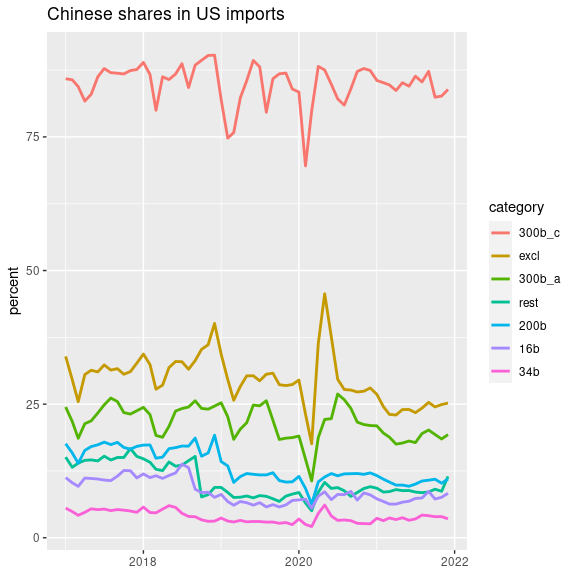 Chinese shares in US imports
percent
75
50
25
0
2018
2020
2022
category
300b_c
excl
300b_a
rest
200b
16b
34b